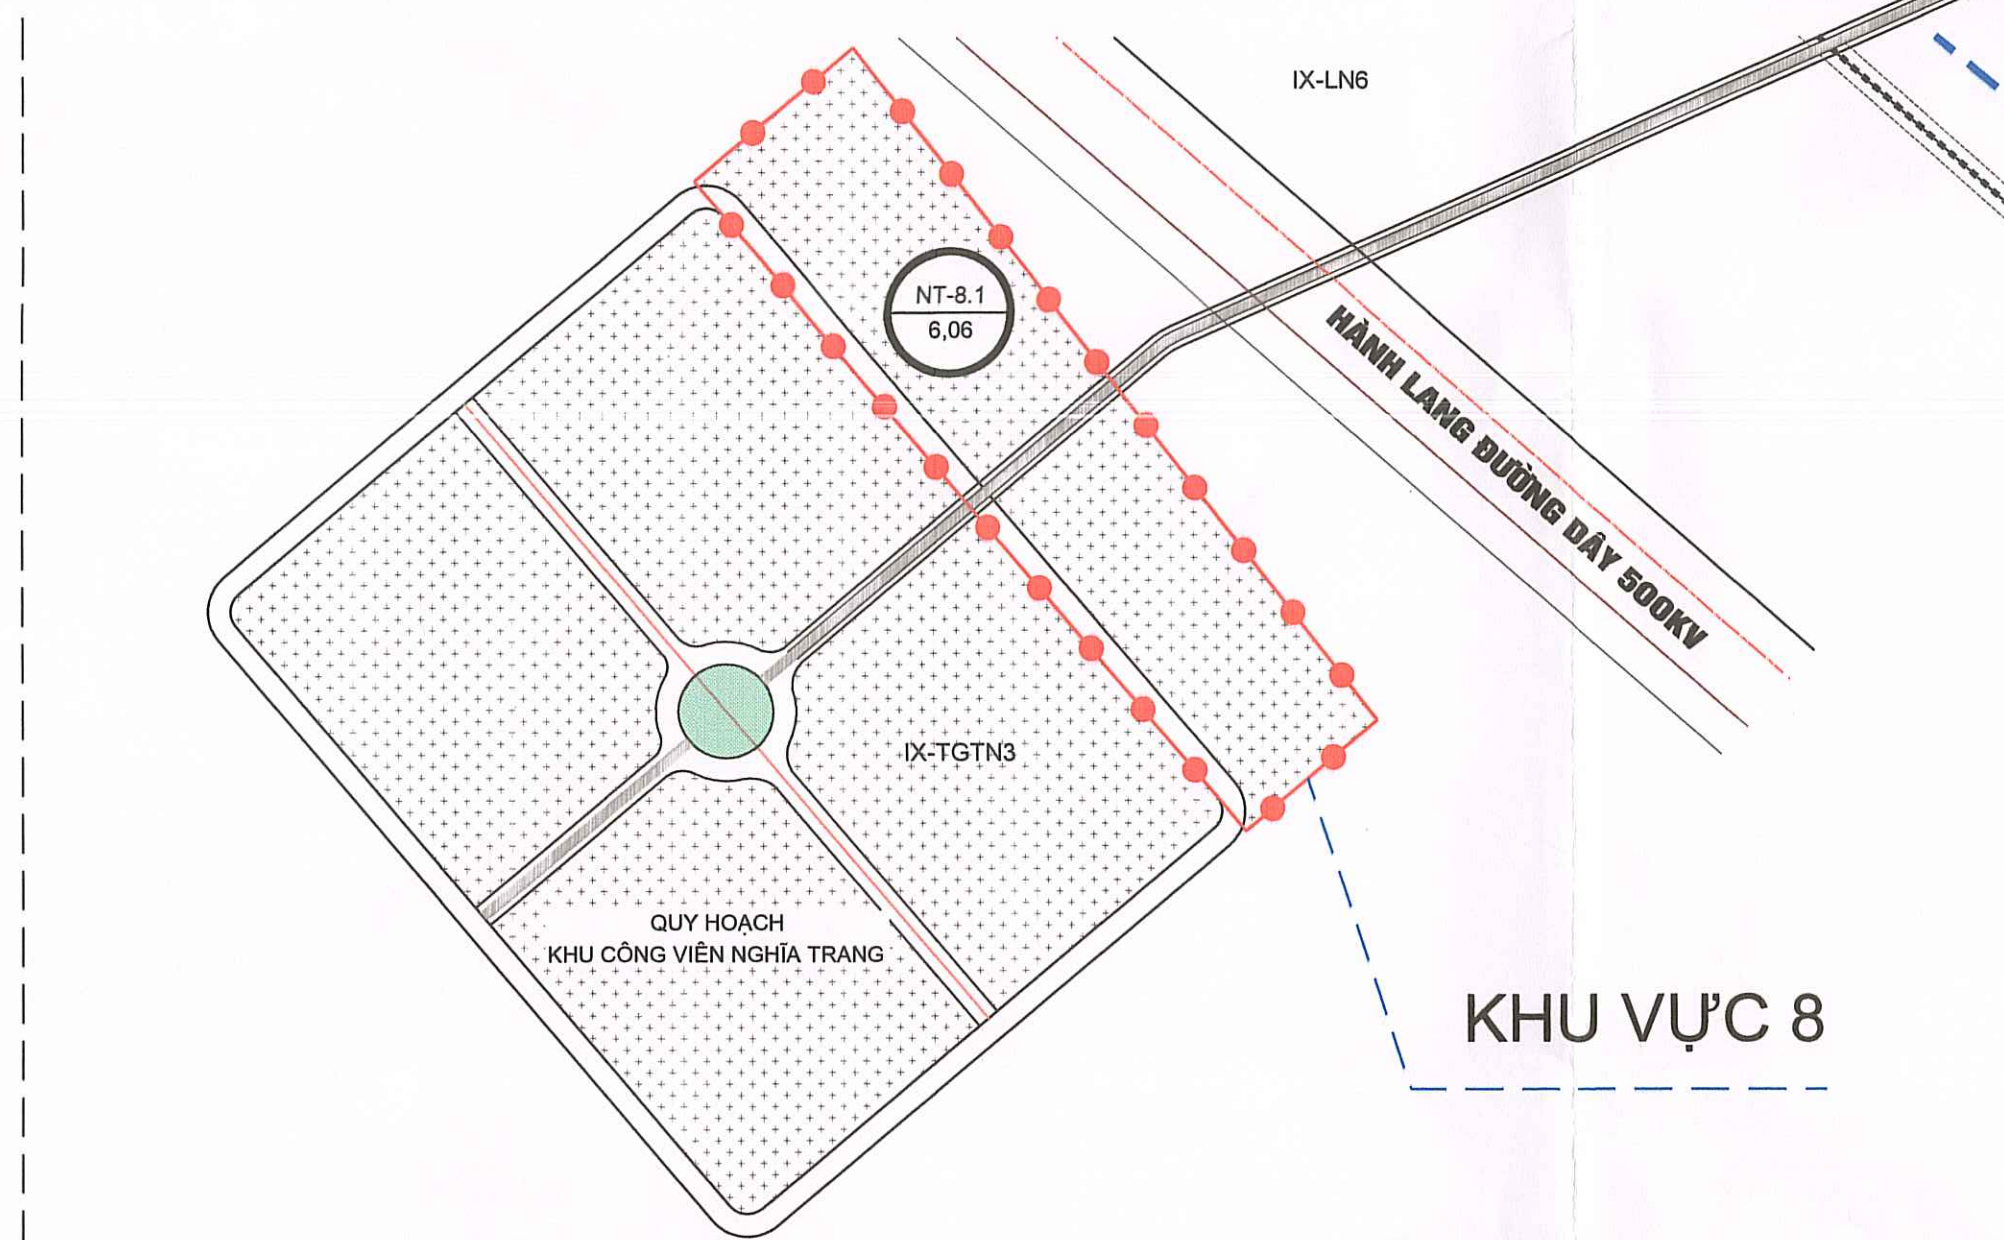 IX-LN6
NT-8.1
6,06
HÀNH LANG ĐƯỜNG DÂY 500KV
IX-TGTN3
QUY HOẠCH
KHU CÔNG VIÊN NGHĨA TRANG
KHU VỰC 8